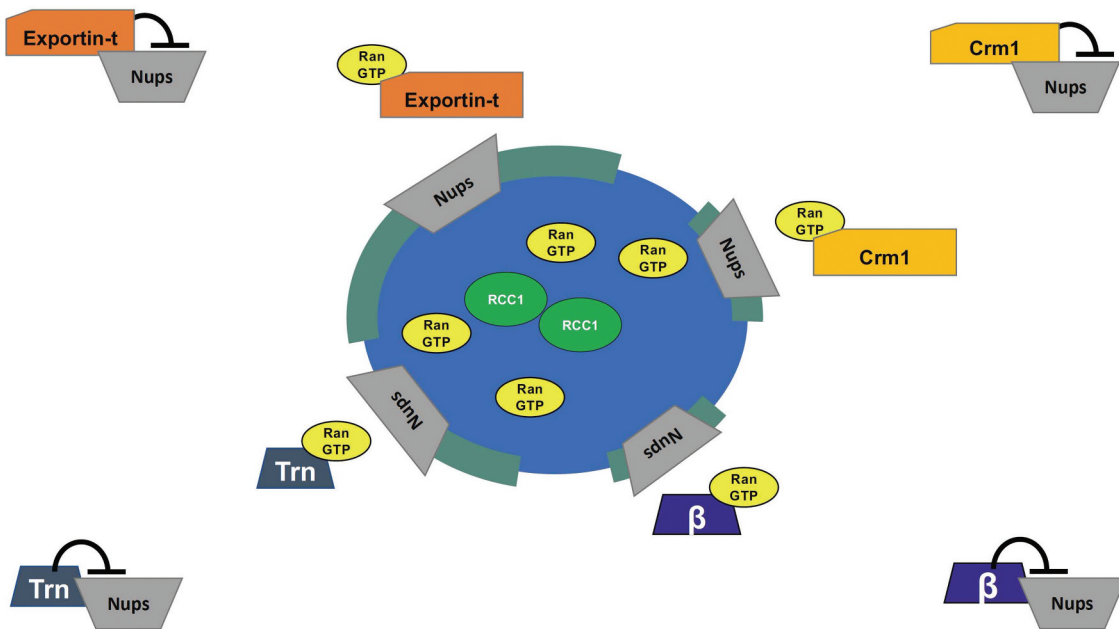 Exportin-t
Nups
Crm1
Nups
Ran
GTP
Exportin-t
Nups
Ran
GTP
Crm1
Nups
Ran
GTP
Ran
GTP
RCC1
RCC1
Ran
GTP
Ran
GTP
Nups
Nups
Ran
GTP
Trn
Ran
GTP
β
Trn
Nups
β
Nups